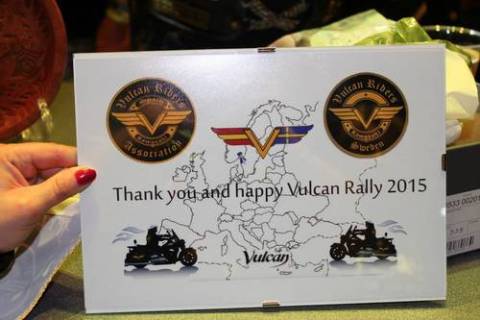 Vulcan Riders
Association
Vulcan Riders
Sweden
Thank you and happy Vulcan Rally 2015
Vulcan